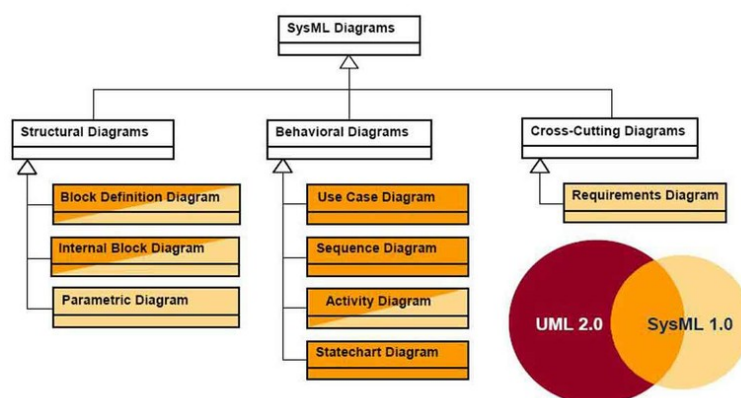 SysML Diagrams
Structural Diagrams
Behavioral Diagrams
Cross-Cutting Diagrams
Block Definition Diagram
Internal Block Diagram
Parametric Diagram
Use Case Diagram
Sequence Diagram
Activity Diagram
Statechart Diagram
Requirements Diagram
UML 2.0
SysML 1.0